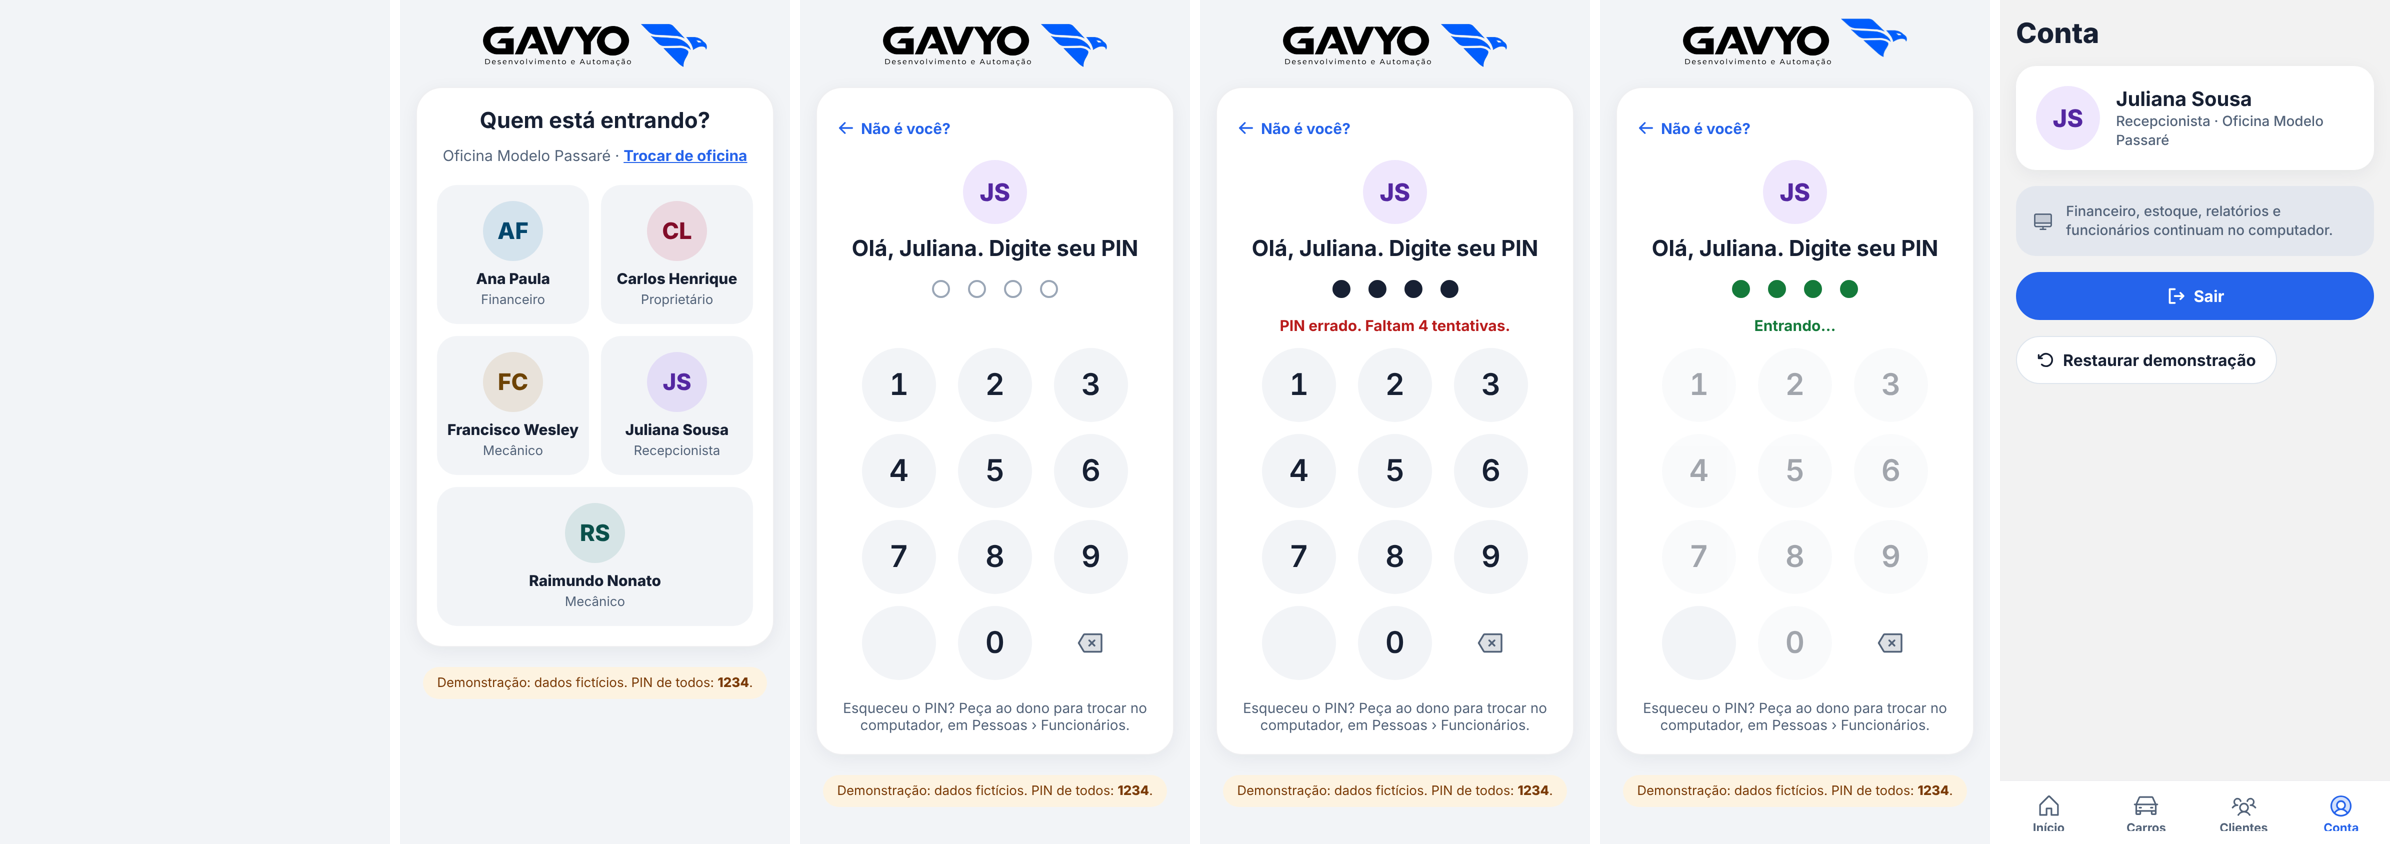 GAVYO
Desenvolvimento e Automação
Quem está entrando?
Oficina Modelo Passaré · Trocar de oficina
AF
Ana Paula
Financeiro
CL
Carlos Henrique
Proprietário
FC
Francisco Wesley
Mecânico
JS
Juliana Sousa
Recepcionista
RS
Raimundo Nonato
Mecânico
Demonstração: dados fictícios. PIN de todos: 1234.
GAVYO
Desenvolvimento e Automação
← Não é você?
JS
Olá, Juliana. Digite seu PIN
1 2 3
4 5 6
7 8 9
0
Esqueceu o PIN? Peça ao dono para trocar no
computador, em Pessoas › Funcionários.
Demonstração: dados fictícios. PIN de todos: 1234.
GAVYO
Desenvolvimento e Automação
← Não é você?
JS
Olá, Juliana. Digite seu PIN
PIN errado. Faltam 4 tentativas.
1 2 3
4 5 6
7 8 9
0
Esqueceu o PIN? Peça ao dono para trocar no
computador, em Pessoas › Funcionários.
Demonstração: dados fictícios. PIN de todos: 1234.
GAVYO
Desenvolvimento e Automação
← Não é você?
JS
Olá, Juliana. Digite seu PIN
Entrando...
1 2 3
4 5 6
7 8 9
0
Esqueceu o PIN? Peça ao dono para trocar no
computador, em Pessoas › Funcionários.
Demonstração: dados fictícios. PIN de todos: 1234.
Conta
JS
Juliana Sousa
Recepcionista · Oficina Modelo
Passaré
Financeiro, estoque, relatórios e
funcionários continuam no computador.
Sair
Restaurar demonstração
Início
Carros
Clientes
Conta